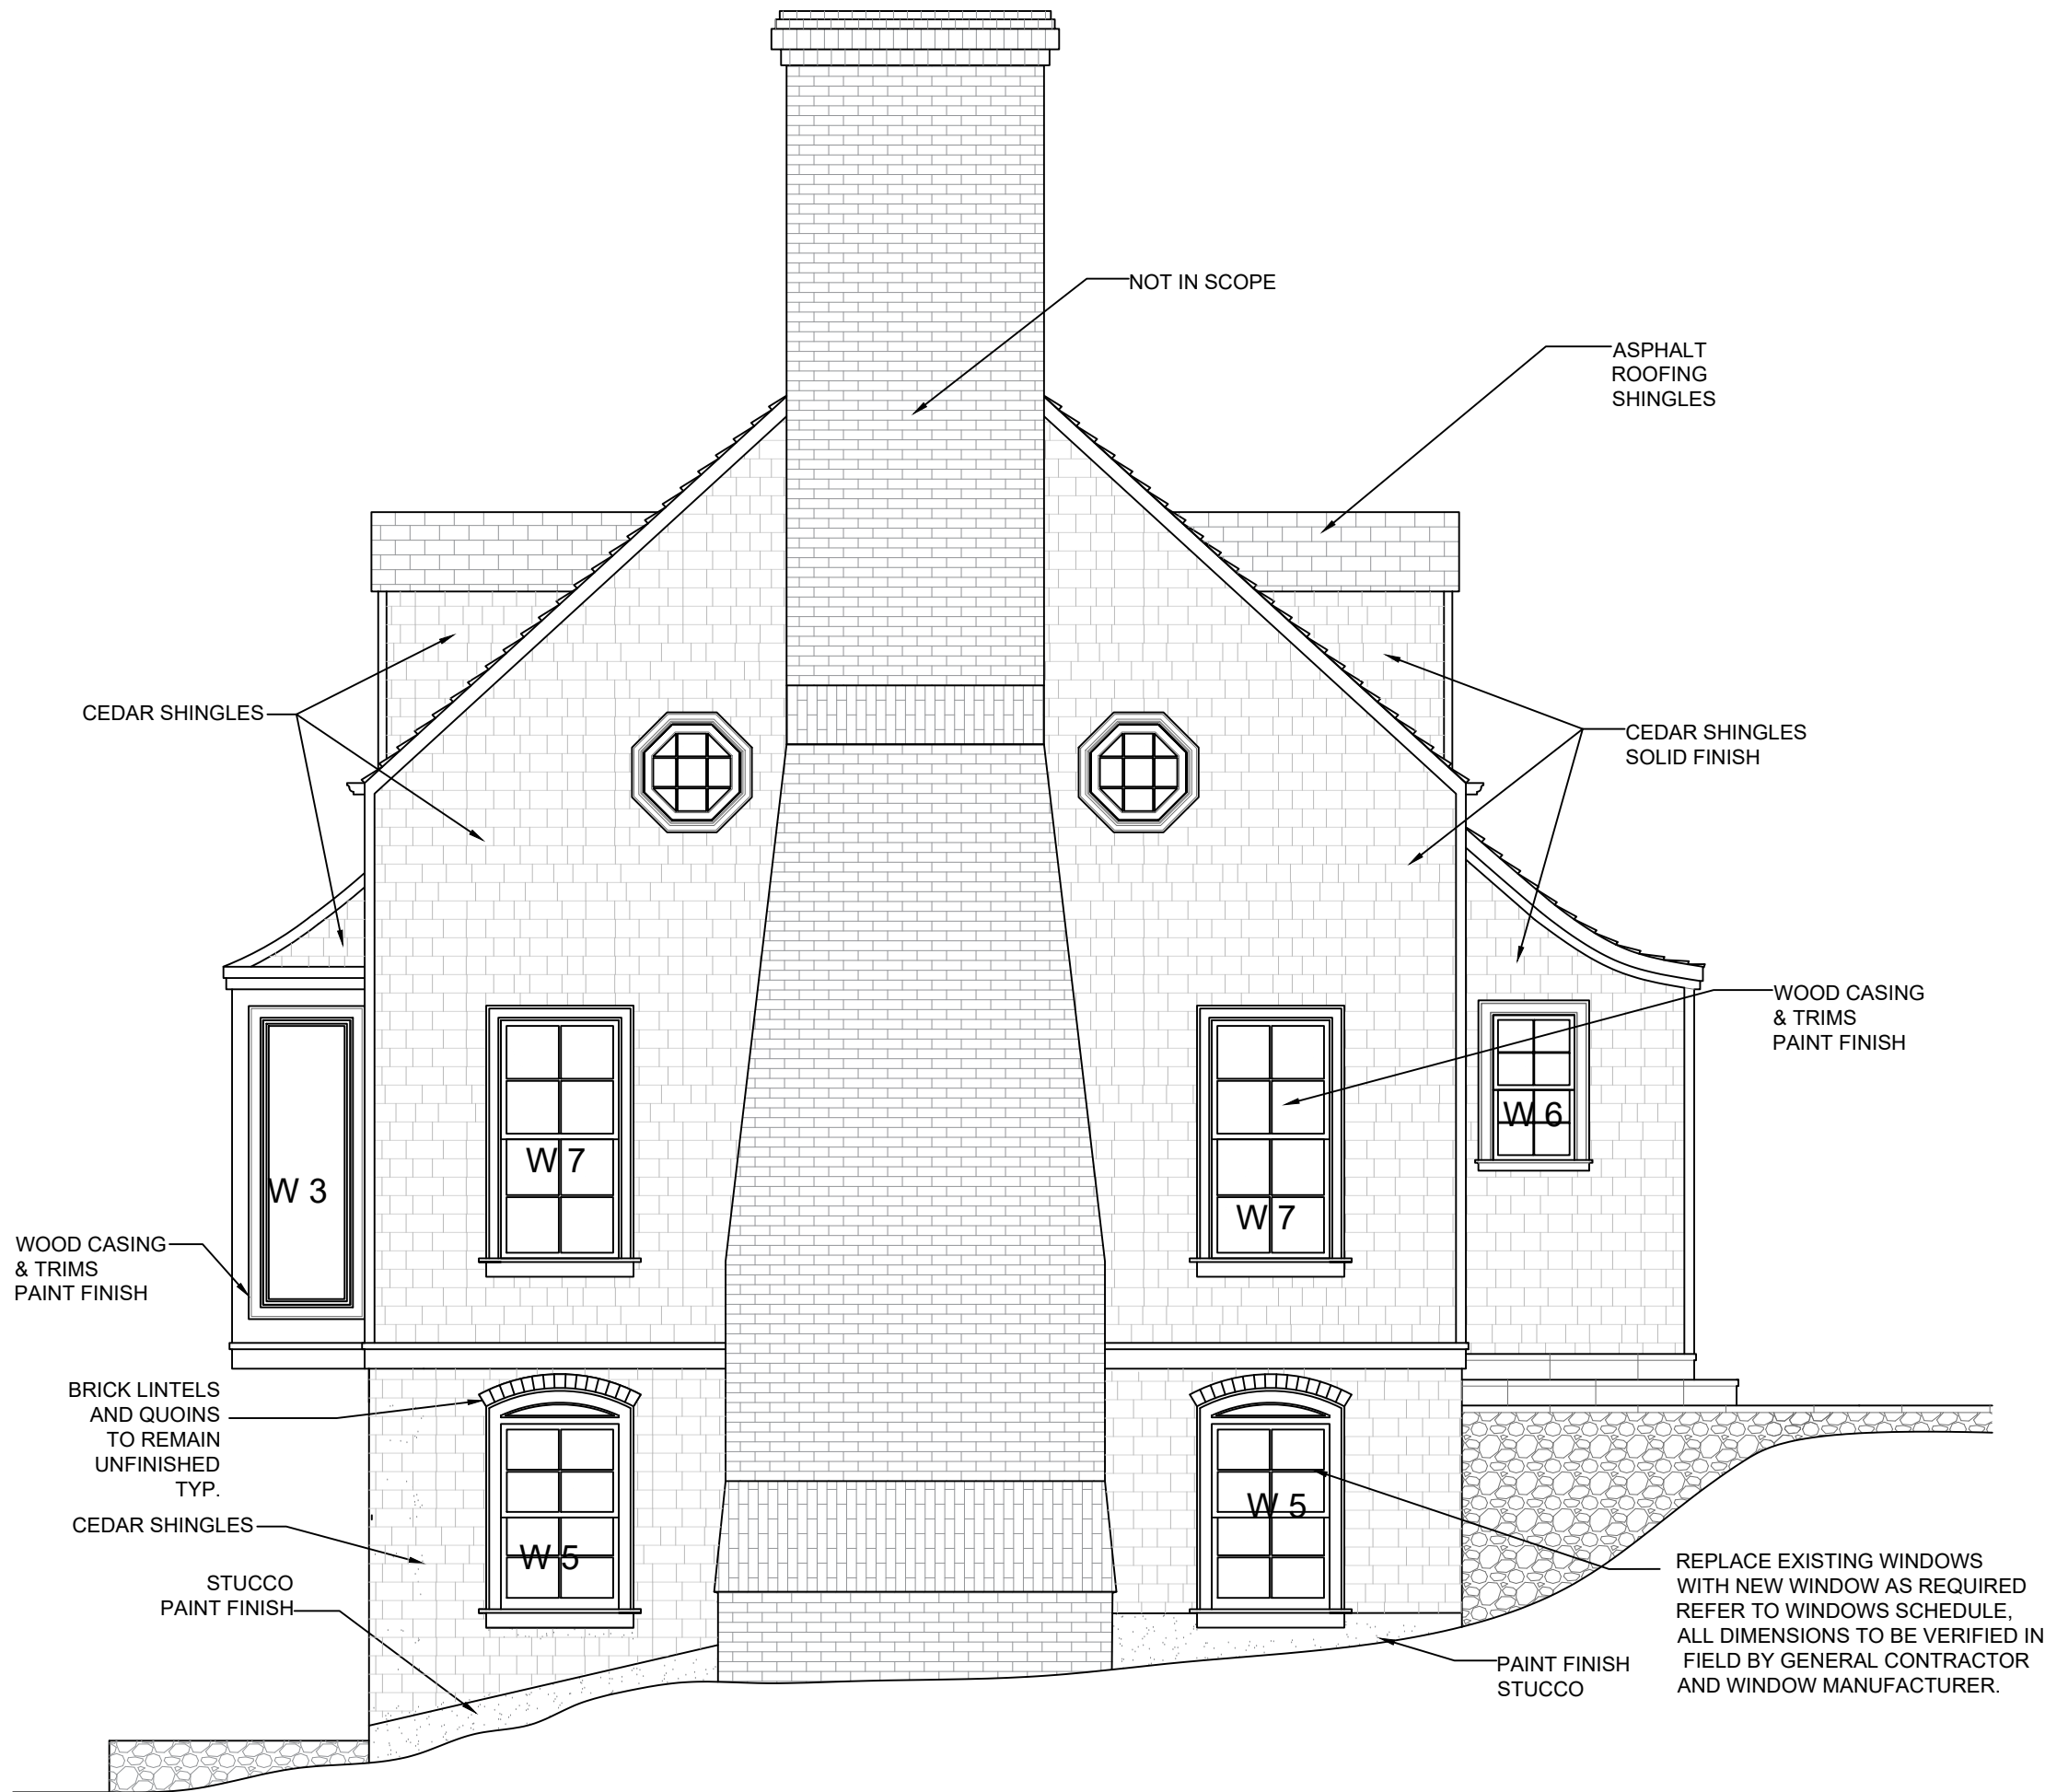 NOT IN SCOPE
ASPHALT
ROOFING
SHINGLES
CEDAR SHINGLES
CEDAR SHINGLES
SOLID FINISH
WOOD CASING
& TRIMS
PAINT FINISH
W 6
W 7
W 3
W 7
WOOD CASING
& TRIMS
PAINT FINISH
BRICK LINTELS
AND QUOINS
TO REMAIN
UNFINISHED
TYP.
W 5
CEDAR SHINGLES
W 5
STUCCO
PAINT FINISH
REPLACE EXISTING WINDOWS
WITH NEW WINDOW AS REQUIRED
REFER TO WINDOWS SCHEDULE,
ALL DIMENSIONS TO BE VERIFIED IN
FIELD BY GENERAL CONTRACTOR
AND WINDOW MANUFACTURER.
PAINT FINISH
STUCCO